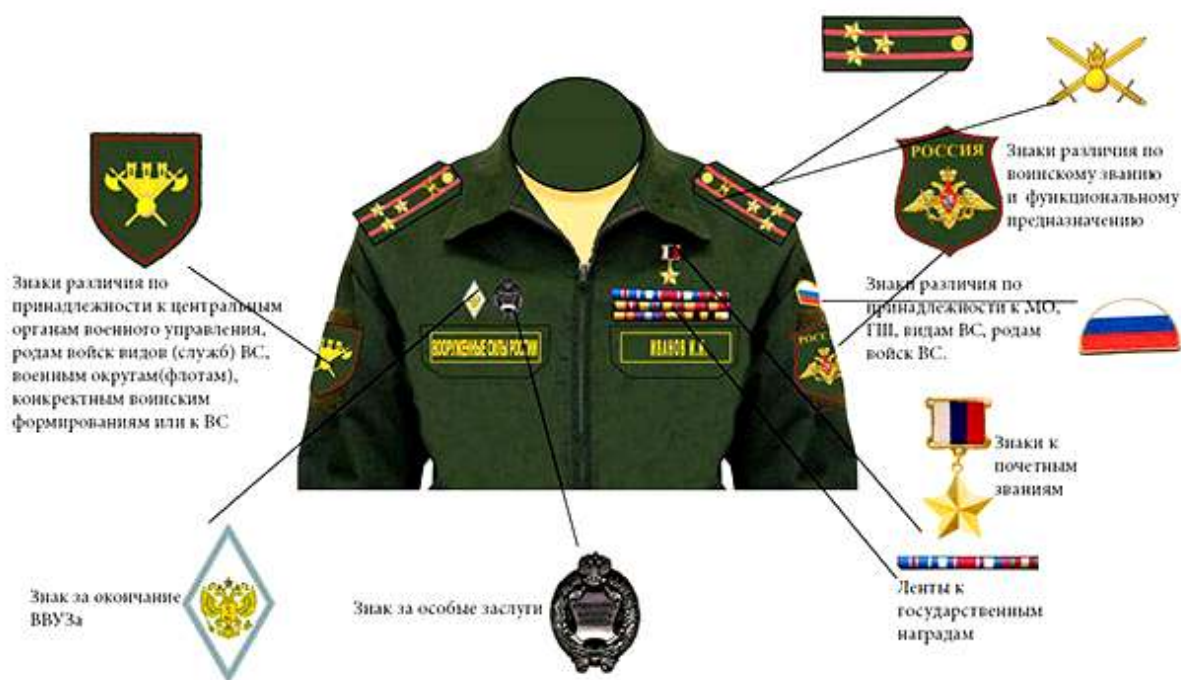 РОССИЯ
Знаки различия по
воинскому званию
и функциональному
предназначению
Знаки различия по
принадлежности к центральным
органам военного управления,
родам войск видов (служб) ВС,
военным округам(флотам),
конкретным воинским
формированиям или к ВС
Знаки различия по
принадлежности к МО,
ГШ, видам ВС, родам
войск ВС.
ВООРУЖЕННЫЕ СИЛЫ РОССИИ
ИВАНОВ И.И.
Знаки к
почетным
званиям
Ленты к
государственным
наградам
Знак за окончание
ВВУЗа
Знак за особые заслуги